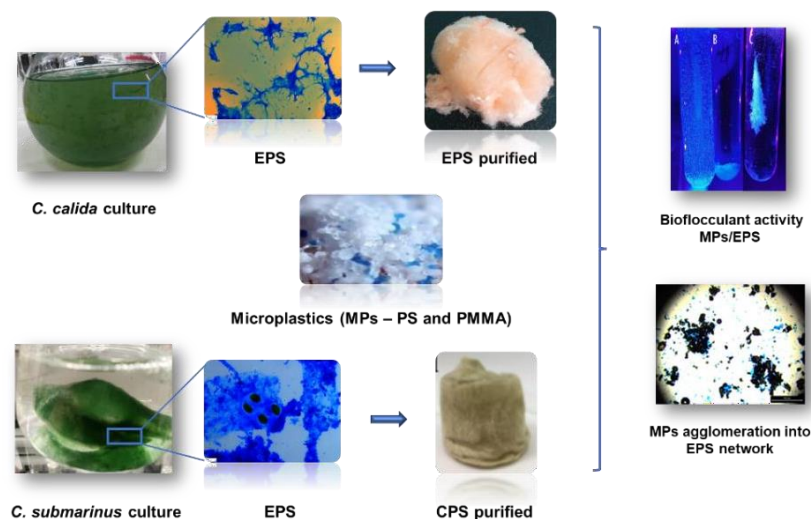 EPS
EPS purified
C. calida culture
Microplastics (MPs – PS and PMMA)
EPS
CPS purified
C. submarinus culture
A B C
Bioflocculant activity
MPs/EPS
MPs agglomeration into
EPS network